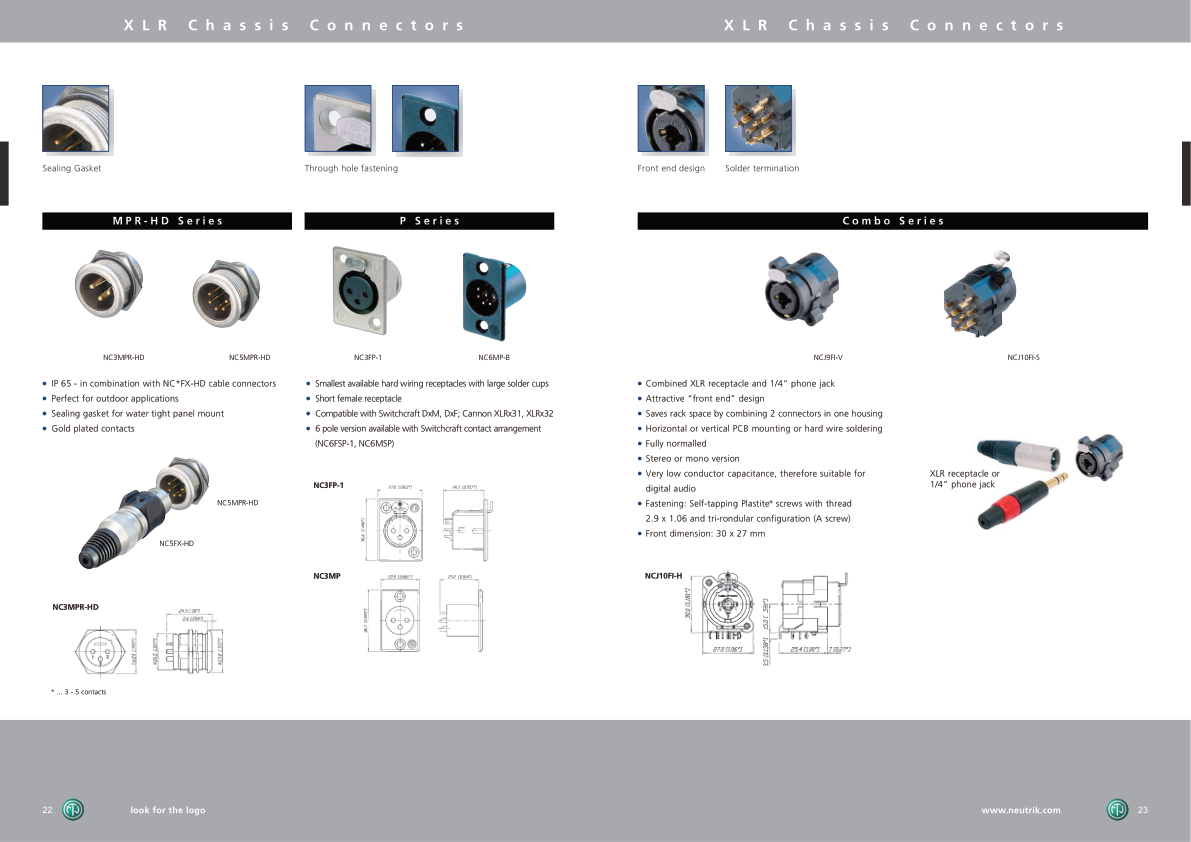 XLR Chassis Connectors
Sealing Gasket
Through hole fastening
MPR-HD Series
P Series
NC3MPR-HD
NC5MPR-HD
NC3FP-1
NC6MP-B
• IP 65 - in combination with NC*FX-HD cable connectors
• Perfect for outdoor applications
• Sealing gasket for water tight panel mount
• Gold plated contacts
NC5MPR-HD
NC5FX-HD
NC3MPR-HD
* ... 3 - 5 contacts
• Smallest available hard wiring receptacles with large solder cups
• Short female receptacle
• Compatible with Switchcraft DxM, DxF; Cannon XLRx31, XLRx32
• 6 pole version available with Switchcraft contact arrangement
(NC6FSP-1, NC6MSP)
NC3FP-1
NC3MP
22
look for the logo
XLR Chassis Connectors
Front end design
Solder termination
Combo Series
NCJ9FI-V
NCJ10FI-S
• Combined XLR receptacle and 1/4” phone jack
• Attractive “front end” design
• Saves rack space by combining 2 connectors in one housing
• Horizontal or vertical PCB mounting or hard wire soldering
• Fully normalled
• Stereo or mono version
• Very low conductor capacitance, therefore suitable for
digital audio
• Fastening: Self-tapping Plastite® screws with thread
2.9 x 1.06 and tri-rondular configuration (A screw)
• Front dimension: 30 x 27 mm
XLR receptacle or
1/4” phone jack
NCJ10FI-H
www.neutrik.com
23